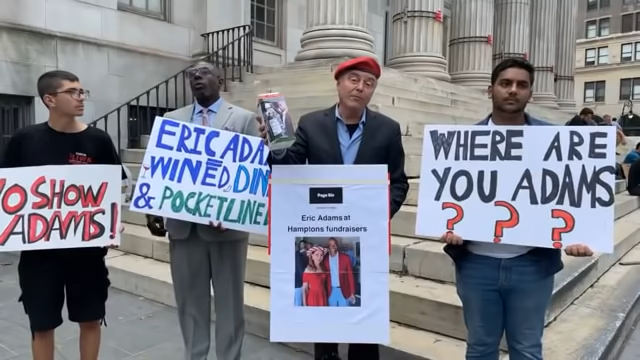 O SHOW
ADAMS!
ERIC ADA
WINED, DIN
& POCKETLINE
Page Six
Eric Adams at
Hamptons fundraisers
WHERE ARE
YOU ADAMS
???